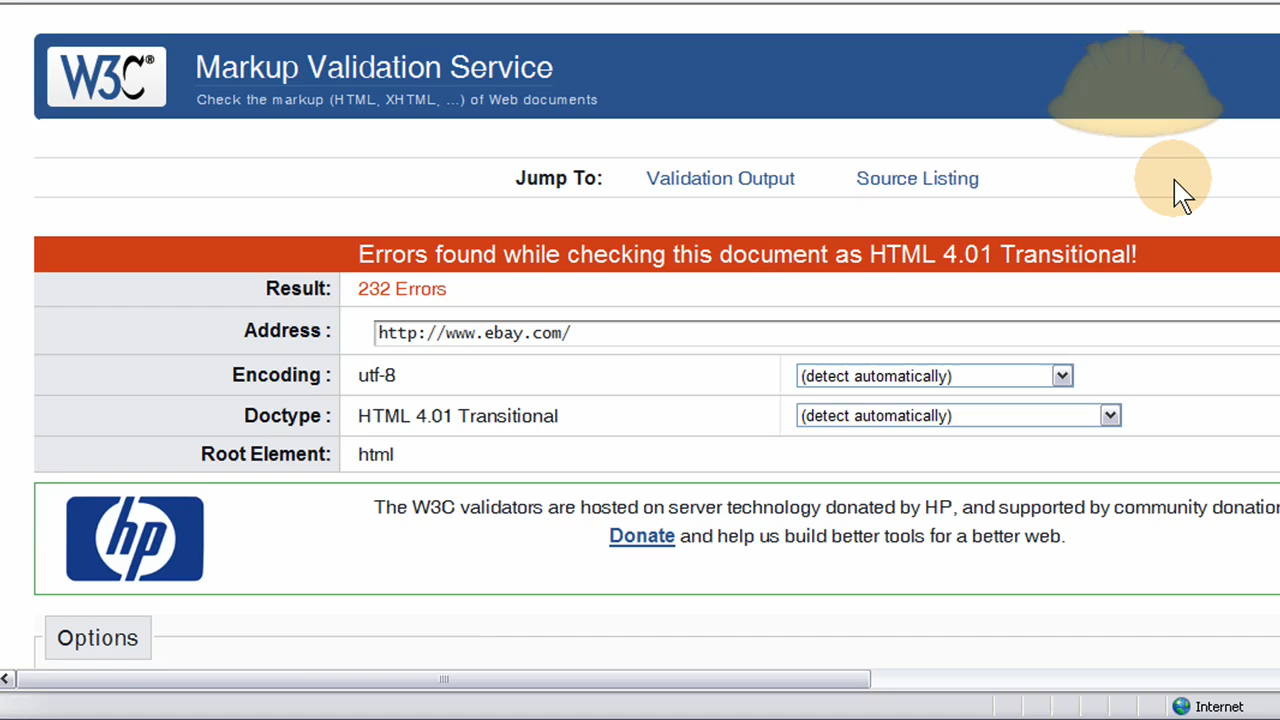 W3C® Markup Validation Service
Check the markup (HTML, XHTML, ...) of Web documents
Jump To: Validation Output Source Listing
Errors found while checking this document as HTML 4.01 Transitional!
Result: 232 Errors
Address : http://www.ebay.com/
Encoding : utf-8 (detect automatically)
Doctype : HTML 4.01 Transitional (detect automatically)
Root Element: html
hp
The W3C validators are hosted on server technology donated by HP, and supported by community donation
Donate and help us build better tools for a better web.
Options
Internet